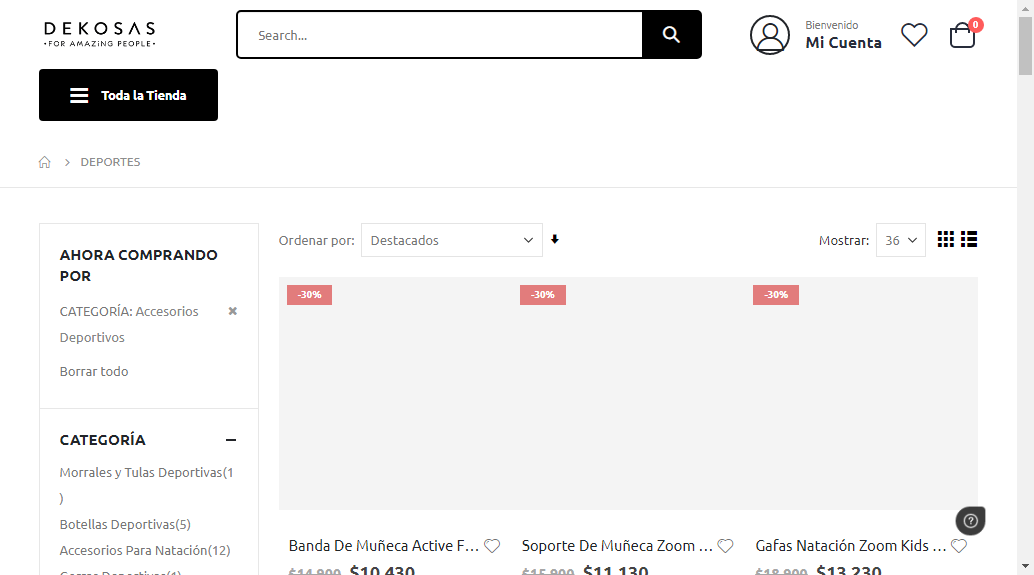 DEKOSAS
•FOR AMAZING PEOPLE•
Search...
Bienvenido
Mi Cuenta
0
Toda la Tienda
DEPORTES
AHORA COMPRANDO
POR
CATEGORÍA: Accesorios
Deportivos
Borrar todo
CATEGORÍA
Morrales y Tulas Deportivas(1
)
Botellas Deportivas(5)
Accesorios Para Natación(12)
Gorros Deportivos(1)
Ordenar por: Destacados
Mostrar: 36
-30% -30% -30%
Banda De Muñeca Active F... Soporte De Muñeca Zoom ... Gafas Natación Zoom Kids ...
$14.900 $10.430 $15.900 $11.130 $18.900 $13.230